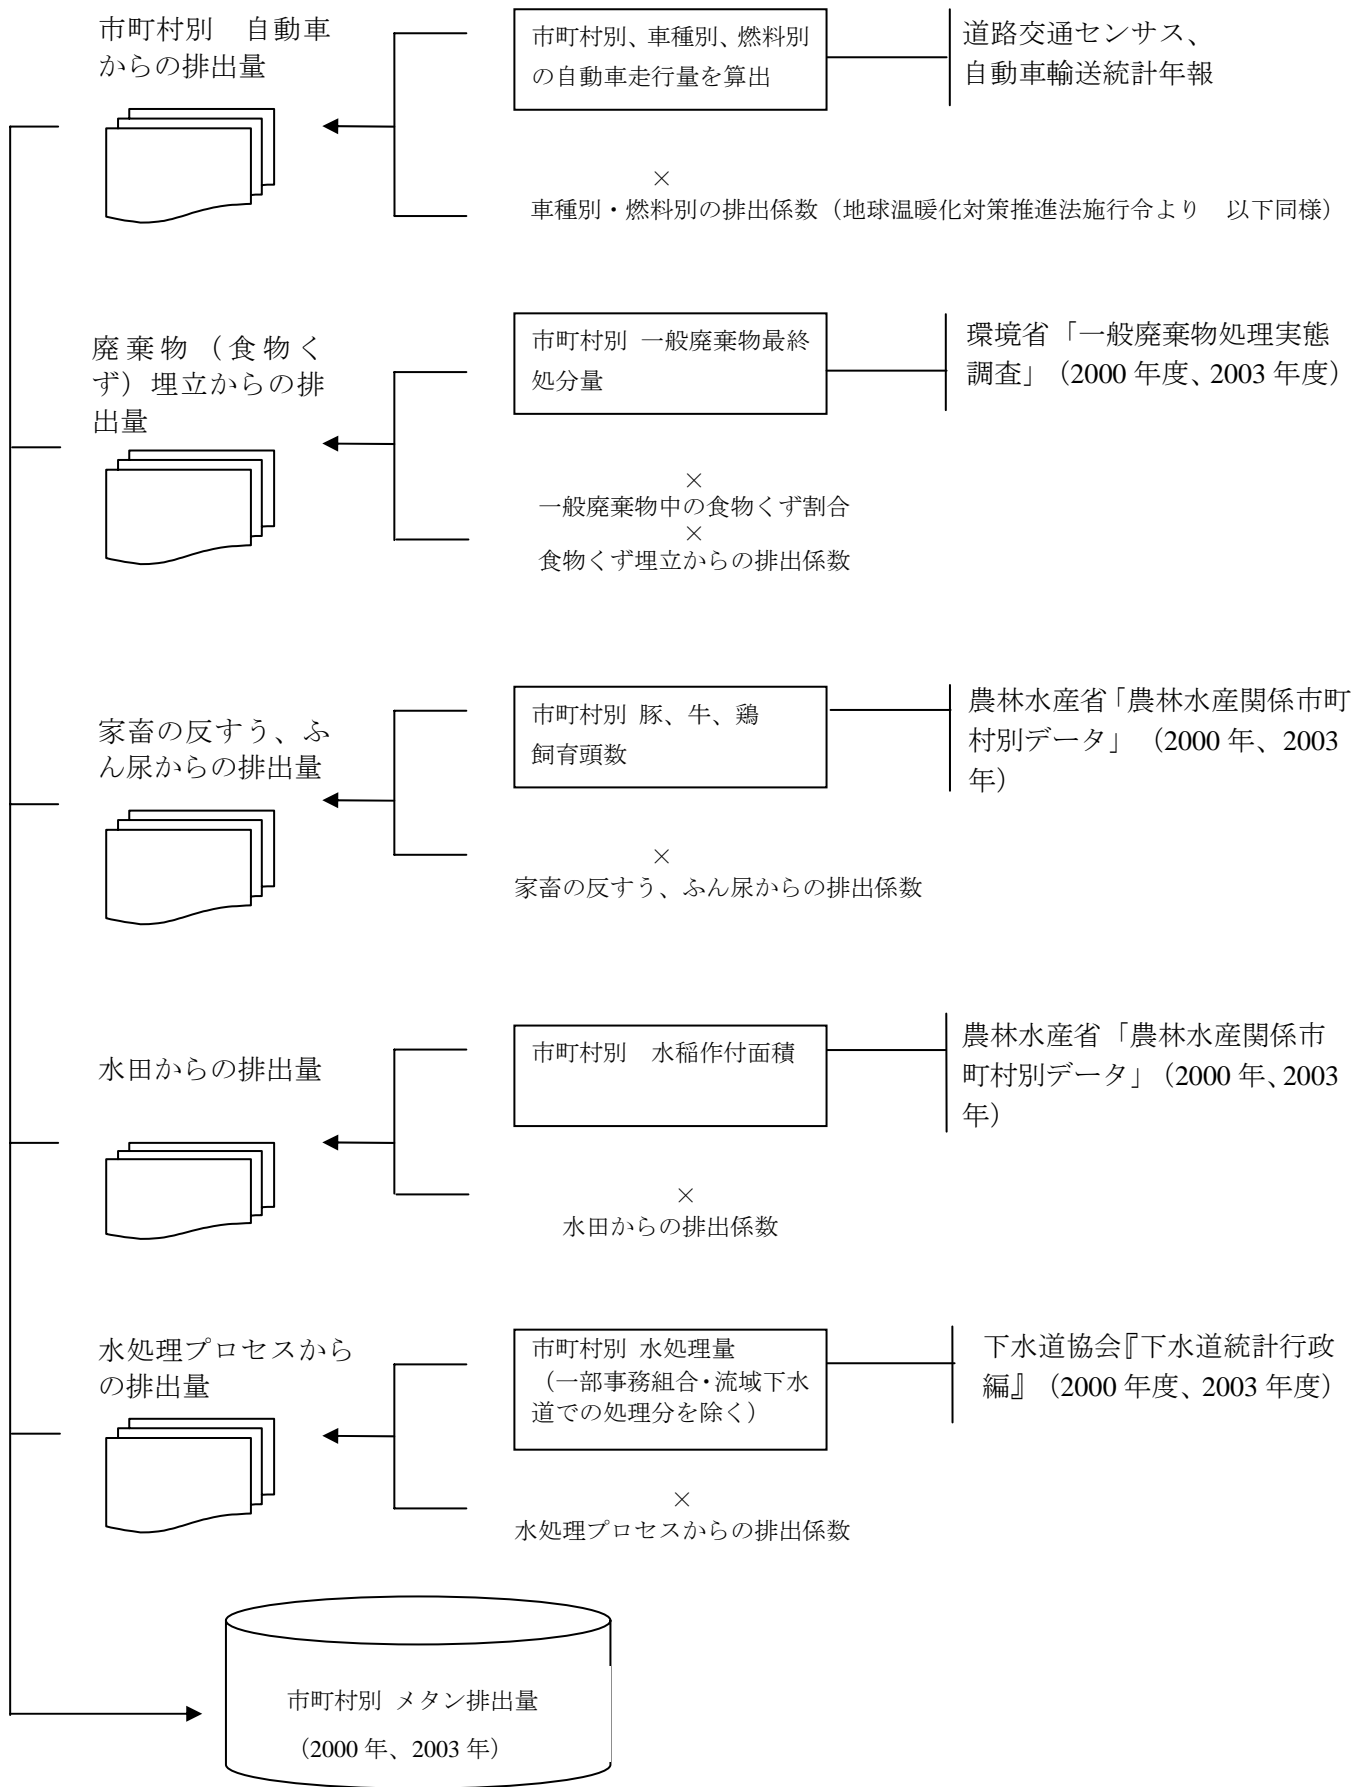 市町村別　自動車
からの排出量
市町村別、車種別、燃料別
の自動車走行量を算出
道路交通センサス、
自動車輸送統計年報
×
車種別・燃料別の排出係数（地球温暖化対策推進法施行令より　以下同様）
廃棄物（食物く
ず）埋立からの排
出量
市町村別 一般廃棄物最終
処分量
環境省「一般廃棄物処理実態
調査」（2000 年度、2003 年度）
×
一般廃棄物中の食物くず割合
×
食物くず埋立からの排出係数
家畜の反すう、ふ
ん尿からの排出量
市町村別 豚、牛、鶏
飼育頭数
農林水産省「農林水産関係市町
村別データ」（2000 年、2003
年）
×
家畜の反すう、ふん尿からの排出係数
水田からの排出量
市町村別　水稲作付面積
農林水産省「農林水産関係市
町村別データ」（2000 年、2003
年）
×
水田からの排出係数
水処理プロセスから
の排出量
市町村別 水処理量
（一部事務組合・流域下水
道での処理分を除く）
下水道協会『下水道統計行政
編』（2000 年度、2003 年度）
×
水処理プロセスからの排出係数
市町村別 メタン排出量
（2000 年、2003 年）